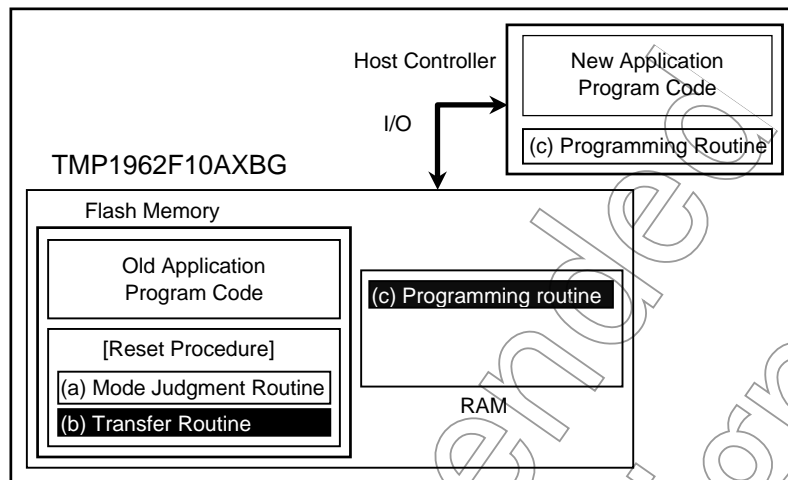 Host Controller
New Application
Program Code
(c) Programming Routine
I/O
TMP1962F10AXBG
Flash Memory
Old Application
Program Code
[Reset Procedure]
(a) Mode Judgment Routine
(b) Transfer Routine
(c) Programming routine
RAM